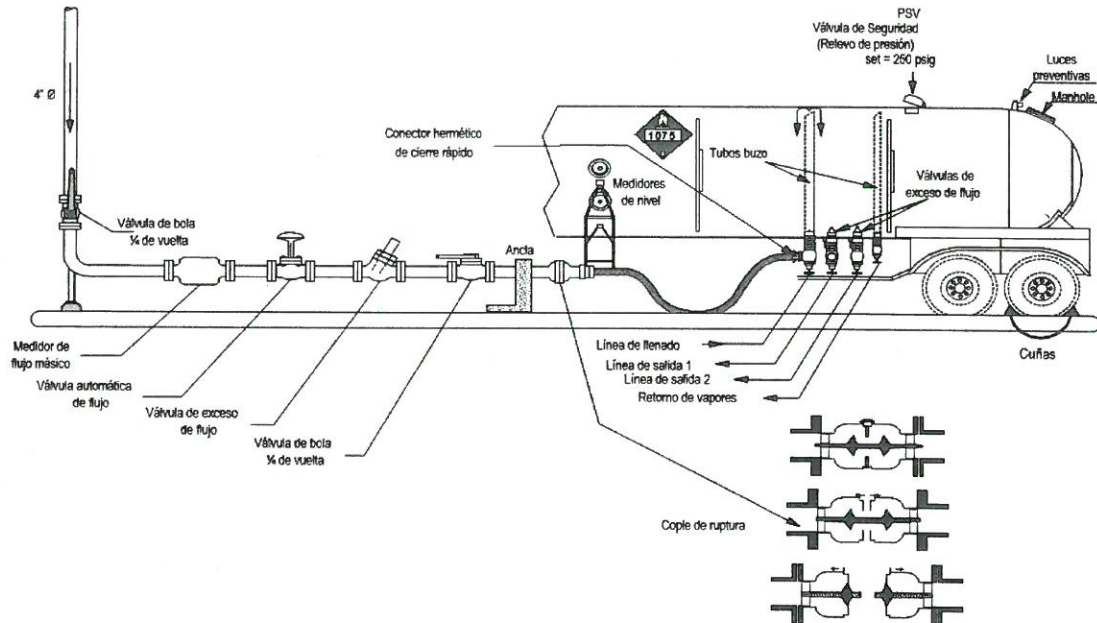 PSV
Válvula de Seguridad
(Relevo de presión)
set = 250 psig
Luces
preventivas
Manhole
4" Ø
Conector hermético
de cierre rápido
1075
Tubos buzo
Válvulas de
exceso de flujo
Medidores
de nivel
Válvula de bola
¼ de vuelta
Ancla
Medidor de
flujo másico
Válvula automática
de flujo
Válvula de exceso
de flujo
Válvula de bola
¼ de vuelta
Línea de llenado
Línea de salida 1
Línea de salida 2
Retorno de vapores
Cuñas
Cople de ruptura